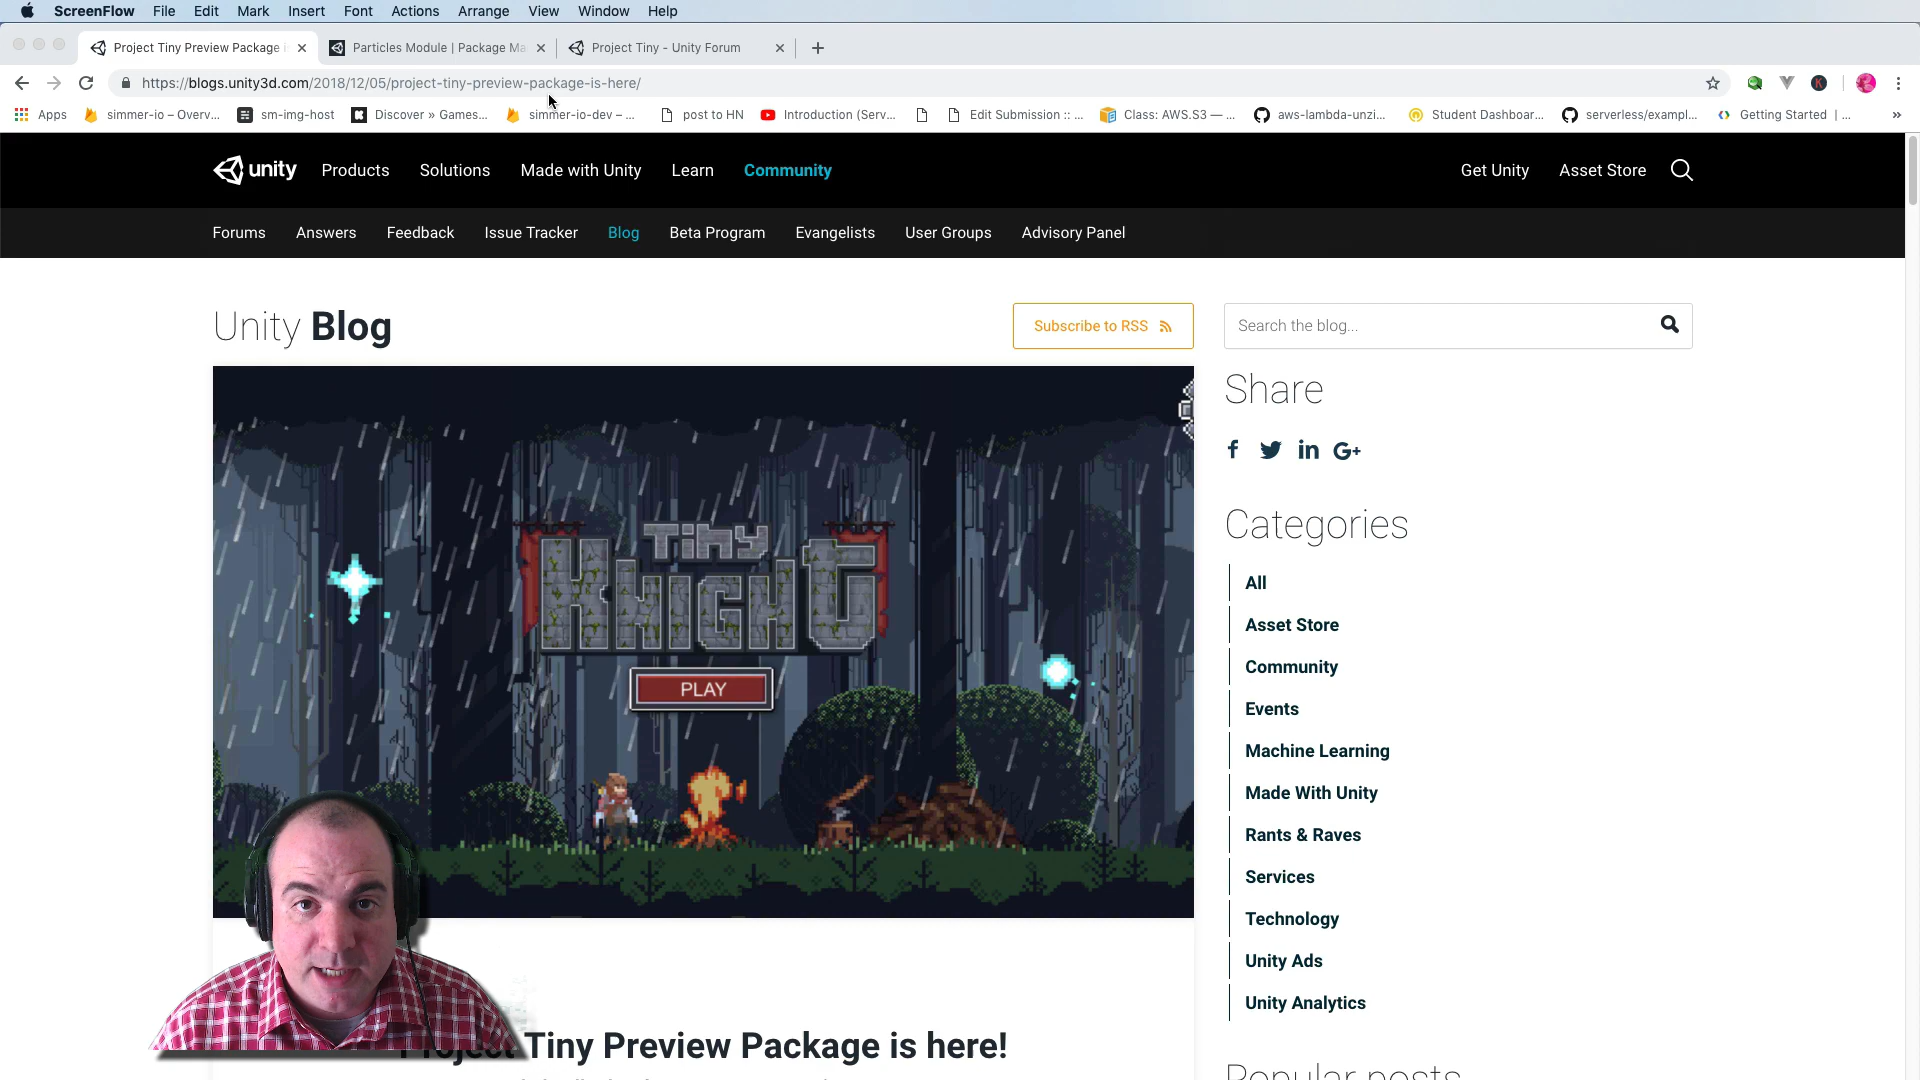 ScreenFlow File Edit Mark Insert Font Actions Arrange View Window Help
Project Tiny Preview Package Particles Module | Package Ma Project Tiny - Unity Forum
https://blogs.unity3d.com/2018/12/05/project-tiny-preview-package-is-here/
Apps simmer-io – Overv... sm-img-host Discover » Games... simmer-io-dev – ... post to HN Introduction (Serv... Edit Submission :: ... Class: AWS.S3 — ... aws-lambda-unzi... Student Dashboar... serverless/exampl... Getting Started | ... »
unity Products Solutions Made with Unity Learn Community Get Unity Asset Store
Forums Answers Feedback Issue Tracker Blog Beta Program Evangelists User Groups Advisory Panel
Unity Blog
Subscribe to RSS
Search the blog...
Share
G+
Categories
Tiny
Knight
PLAY
All
Asset Store
Community
Events
Machine Learning
Made With Unity
Rants & Raves
Services
Technology
Unity Ads
Unity Analytics
Project Tiny Preview Package is here!
Popular posts